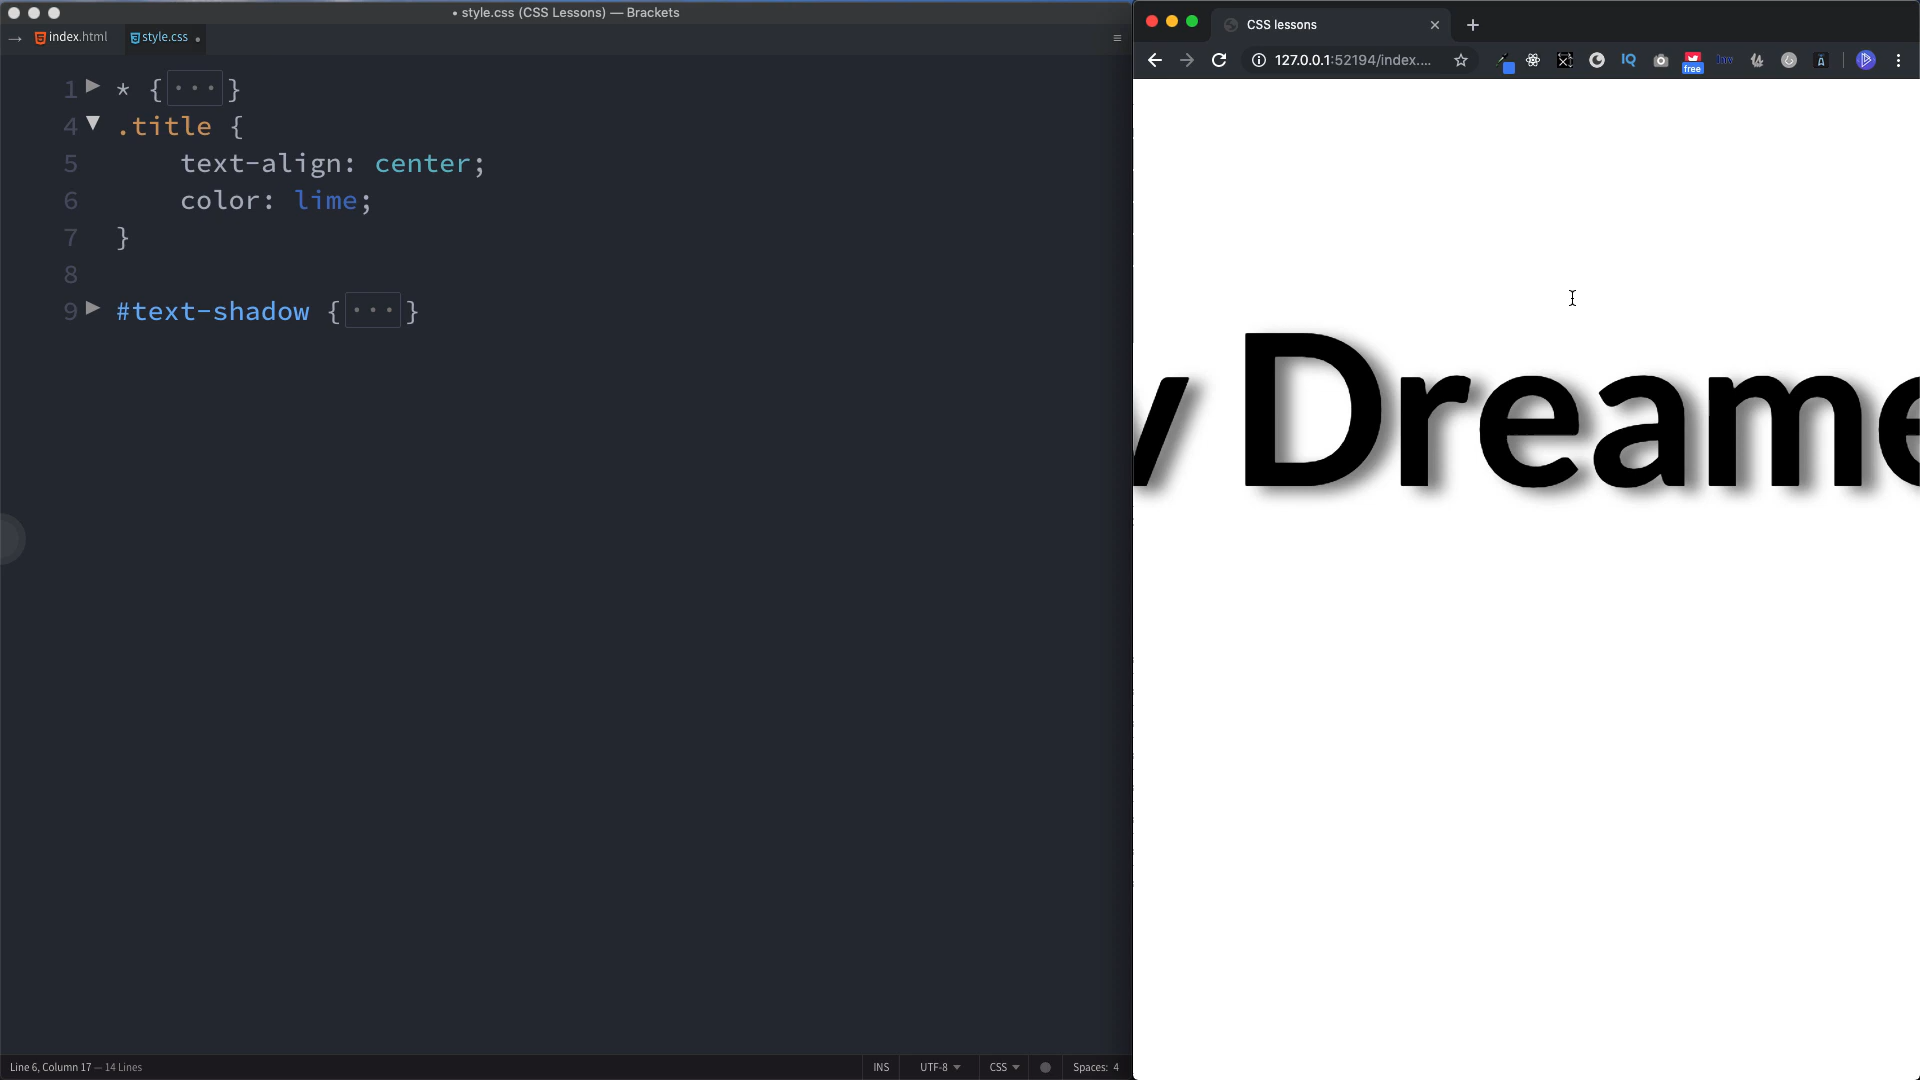 • style.css (CSS Lessons) — Brackets
index.html
style.css •
1 * {...}
4 .title {
5 text-align: center;
6 color: lime;
7 }
8
9 #text-shadow {...}
Line 6, Column 17 — 14 Lines
INS
UTF-8
CSS
Spaces: 4
CSS lessons
127.0.0.1:52194/index....
IQ
free
y Dreame